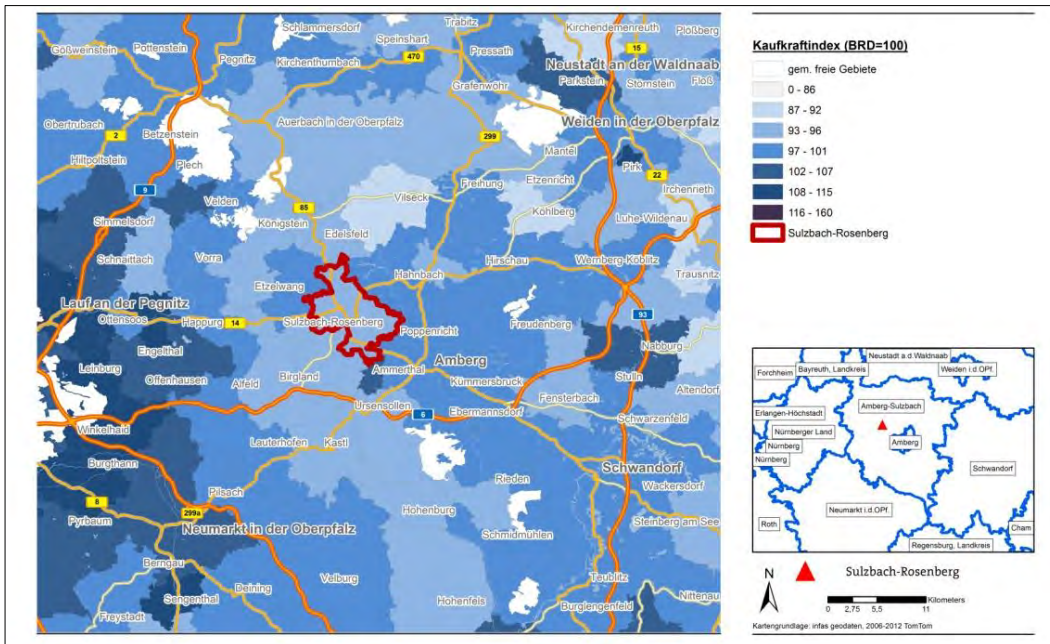 Kaufkraftindex (BRD=100)
gem. freie Gebiete
0 - 86
87 - 92
93 - 96
97 - 101
102 - 107
108 - 115
116 - 160
Sulzbach-Rosenberg
Schlammersdorf
Trabitz
Kirchendemenreuth
Plößberg
Gößweinstein
Pottenstein
Speinshart
15
Pegnitz
Kirchenthumbach
470
Pressath
Neustadt an der Waldnaab
Parkstein
Störnstein
Floß
Grafenwöhr
Obertrubach
Betzenstein
Auerbach in der Oberpfalz
Weiden in der Oberpfalz
2
299
Mantel
Hiltpoltstein
Plech
Pirk
22
9
Freihung
Etzenricht
Irchenrieth
Velden
85
Vilseck
Kohlberg
Simmelsdorf
Königstein
Luhe-Wildenau
Edelsfeld
Schnaittach
Vorra
Hirschau
Wernberg-Köblitz
Trausnitz
Etzelwang
Hahnbach
Lauf an der Pegnitz
Ottensoos
Happurg
14
Sulzbach-Rosenberg
Poppenricht
Freudenberg
93
Nabburg
Engelthal
Amberg
Leinburg
Offenhausen
Alfeld
Birgland
Ammerthal
Kümmersbruck
Stulln
Altendorf
Ursensollen
6
Ebermannsdorf
Fensterbach
Winkelhaid
Schwarzenfeld
Lauterhofen
Kastl
Burgthann
Schwandorf
Rieden
Wackersdorf
8
Pilsach
Pyrbaum
299a
Hohenburg
Steinberg am See
Neumarkt in der Oberpfalz
Schmidmühlen
Berngau
Velburg
Teublitz
Deining
Sengenthal
Hohenfels
Nittenau
Freystadt
Burglengenfeld
Neustadt a.d.Waldnaab
Forchheim
Bayreuth, Landkreis
Weiden i.d.OPf.
Erlangen-Höchstadt
Amberg-Sulzbach
Nürnberger Land
Nürnberg
Amberg
Nürnberg
Schwandorf
Neumarkt i.d.OPf.
Roth
Cham
Regensburg, Landkreis
N
Sulzbach-Rosenberg
Kilometers
0 2,75 5,5 11
Kartengrundlage: infas geodaten, 2006-2012 TomTom